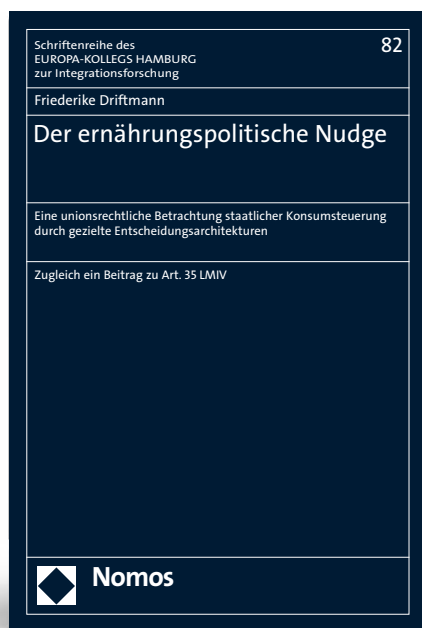 Schriftenreihe des
EUROPA-KOLLEGS HAMBURG
zur Integrationsforschung
82
Friederike Driftmann
Der ernährungspolitische Nudge
Eine unionsrechtliche Betrachtung staatlicher Konsumsteuerung
durch gezielte Entscheidungsarchitekturen
Zugleich ein Beitrag zu Art. 35 LMIV
Nomos